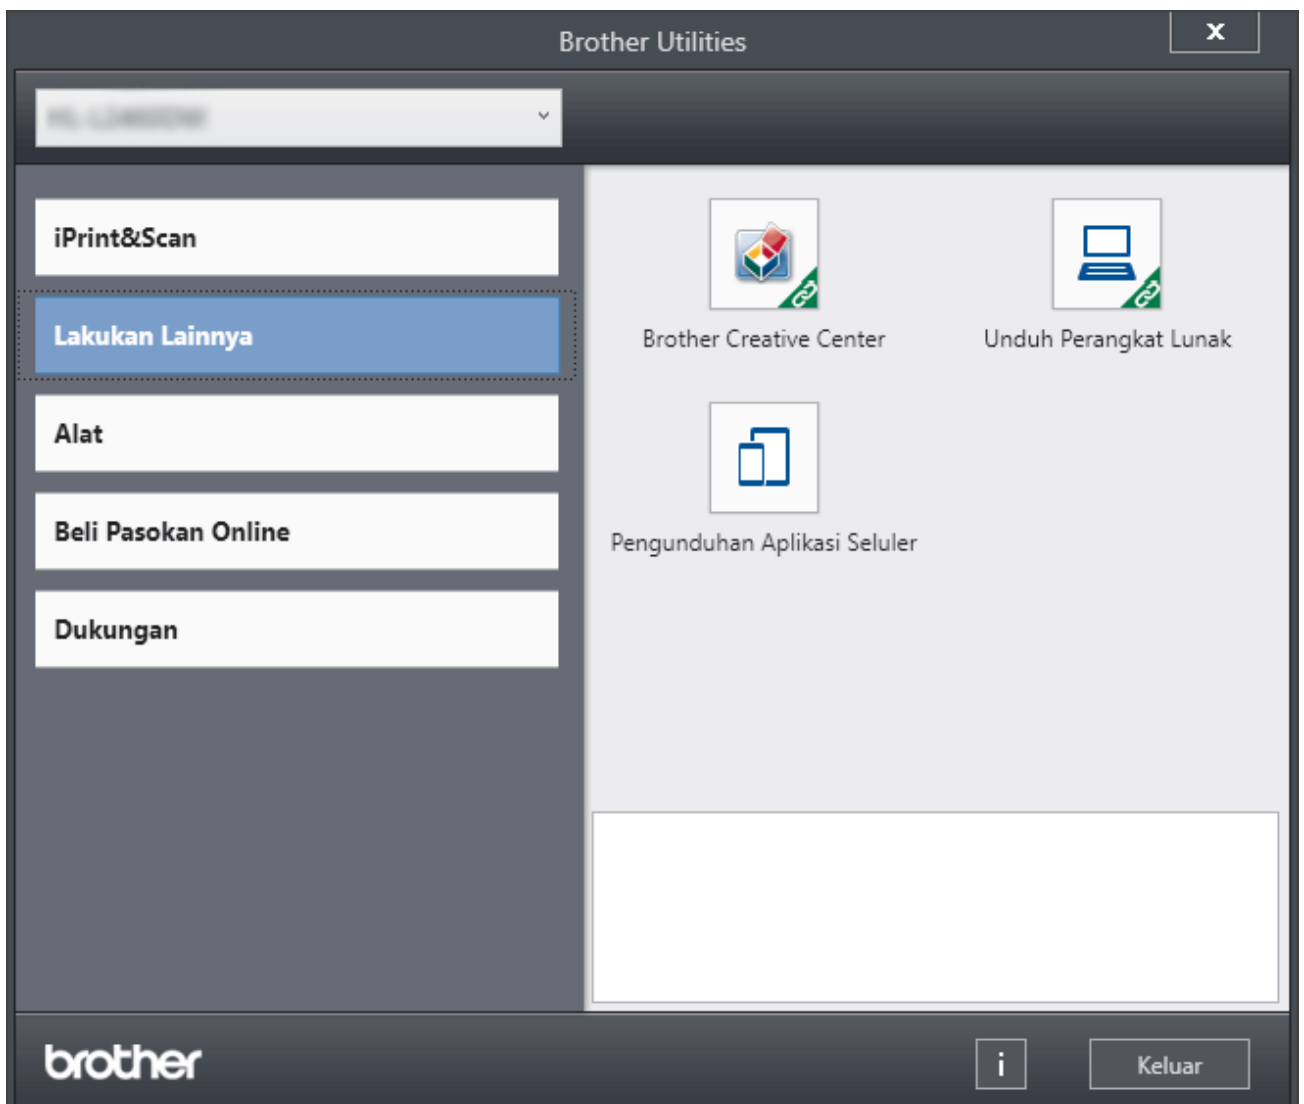 Brother Utilities
x
iPrint&Scan
Lakukan Lainnya
Alat
Beli Pasokan Online
Dukungan
Brother Creative Center
Unduh Perangkat Lunak
Pengunduhan Aplikasi Seluler
brother
i
Keluar